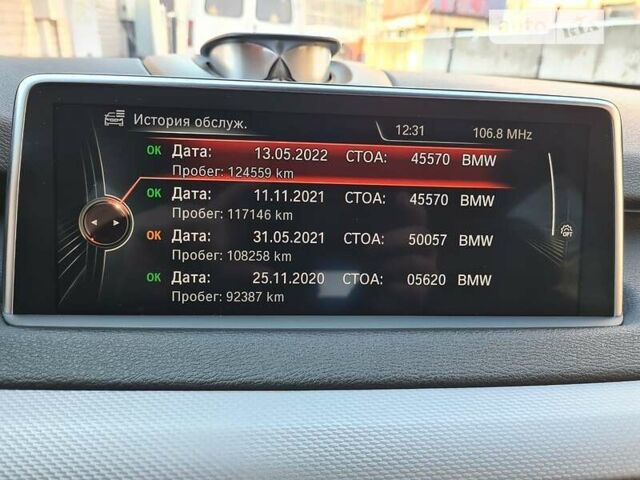 auto RIA
История обслуж. 12:31 106.8 MHz
OK Дата: 13.05.2022 СТОА: 45570 BMW
Пробег: 124559 km
OK Дата: 11.11.2021 СТОА: 45570 BMW
Пробег: 117146 km
OK Дата: 31.05.2021 СТОА: 50057 BMW
Пробег: 108258 km
OK Дата: 25.11.2020 СТОА: 05620 BMW
Пробег: 92387 km